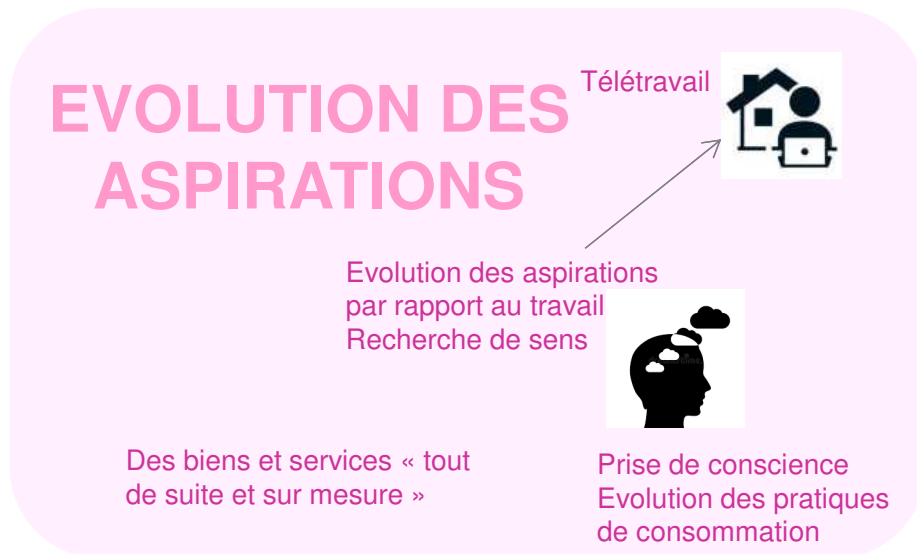 EVOLUTION DES
ASPIRATIONS
Télétravail
Evolution des aspirations
par rapport au travail
Recherche de sens
Des biens et services « tout
de suite et sur mesure »
Prise de conscience
Evolution des pratiques
de consommation